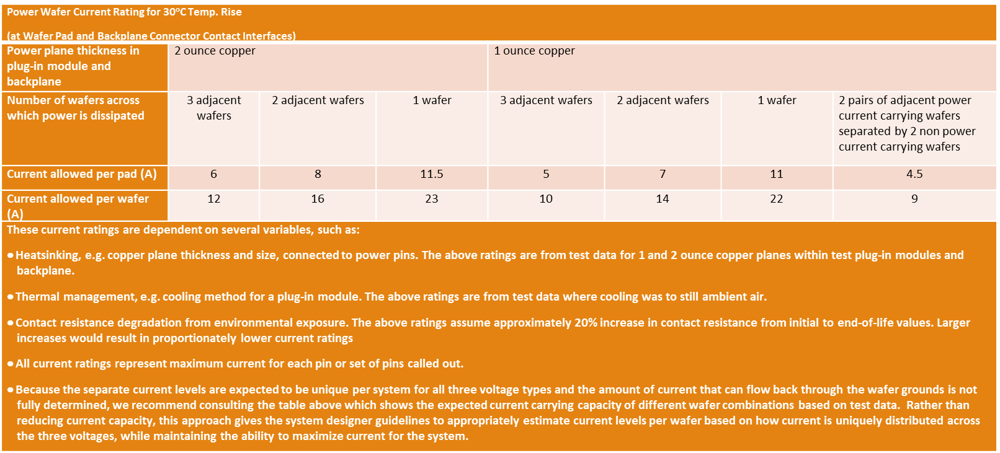 Power Wafer Current Rating for 30°C Temp. Rise
(at Wafer Pad and Backplane Connector Contact Interfaces)
Power plane thickness in
plug-in module and
backplane
2 ounce copper
1 ounce copper
Number of wafers across
which power is dissipated
3 adjacent
wafers
2 adjacent wafers
1 wafer
3 adjacent wafers
2 adjacent wafers
1 wafer
2 pairs of adjacent power
current carrying wafers
separated by 2 non power
current carrying wafers
Current allowed per pad (A)
6
8
11.5
5
7
11
4.5
Current allowed per wafer
(A)
12
16
23
10
14
22
9
These current ratings are dependent on several variables, such as:
● Heatsinking, e.g. copper plane thickness and size, connected to power pins. The above ratings are from test data for 1 and 2 ounce copper planes within test plug-in modules and
backplane.
● Thermal management, e.g. cooling method for a plug-in module. The above ratings are from test data where cooling was to still ambient air.
● Contact resistance degradation from environmental exposure. The above ratings assume approximately 20% increase in contact resistance from initial to end-of-life values. Larger
increases would result in proportionately lower current ratings
● All current ratings represent maximum current for each pin or set of pins called out.
● Because the separate current levels are expected to be unique per system for all three voltage types and the amount of current that can flow back through the wafer grounds is not
fully determined, we recommend consulting the table above which shows the expected current carrying capacity of different wafer combinations based on test data.  Rather than
reducing current capacity, this approach gives the system designer guidelines to appropriately estimate current levels per wafer based on how current is uniquely distributed across
the three voltages, while maintaining the ability to maximize current for the system.